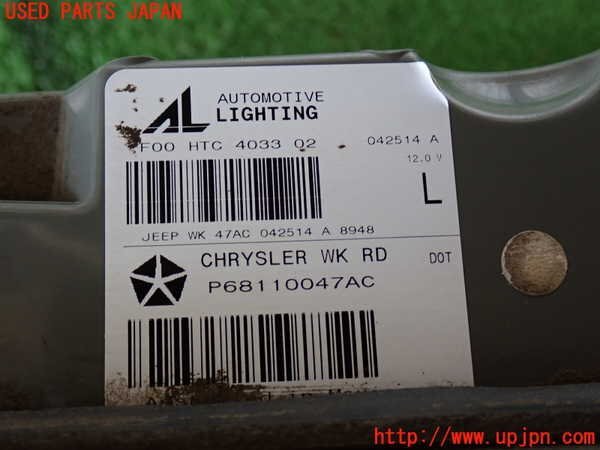 USED PARTS JAPAN
AL AUTOMOTIVE
LIGHTING
F00 HTC 4033 02 042514 A
12.0 V
L
JEEP WK 47AC 042514 A 8948
CHRYSLER WK RD DOT
P68110047AC
http://www.upjpn.com/